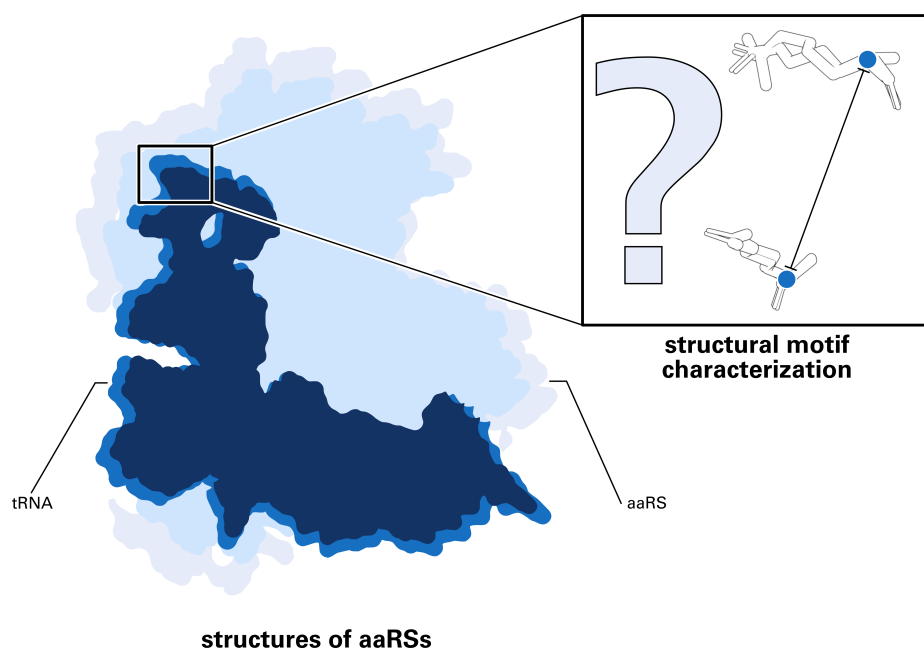 ?
structural motif
characterization
tRNA
aaRS
structures of aaRSs